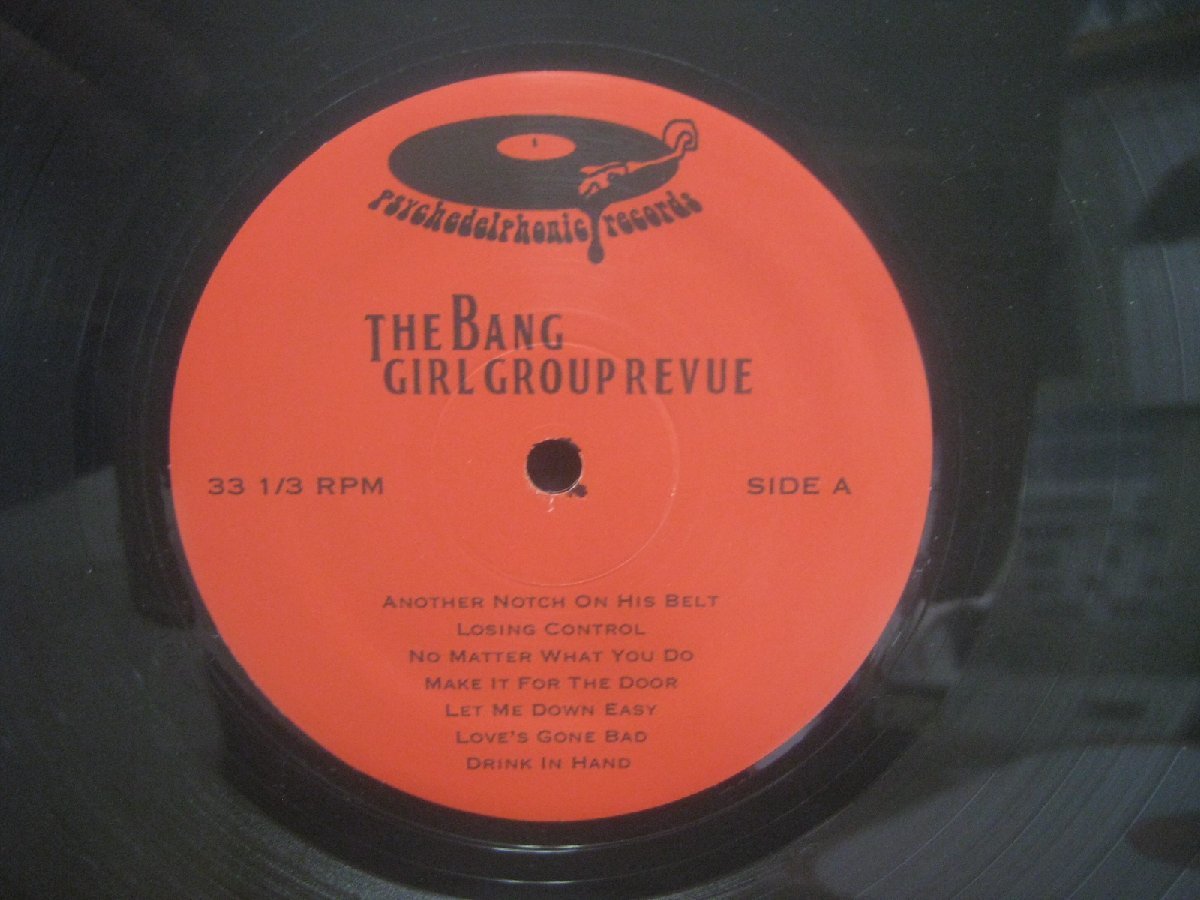 psychedelphonic records
THE BANG
GIRL GROUP REVUE
33 1/3 RPM
SIDE A
ANOTHER NOTCH ON HIS BELT
LOSING CONTROL
NO MATTER WHAT YOU DO
MAKE IT FOR THE DOOR
LET ME DOWN EASY
LOVE'S GONE BAD
DRINK IN HAND